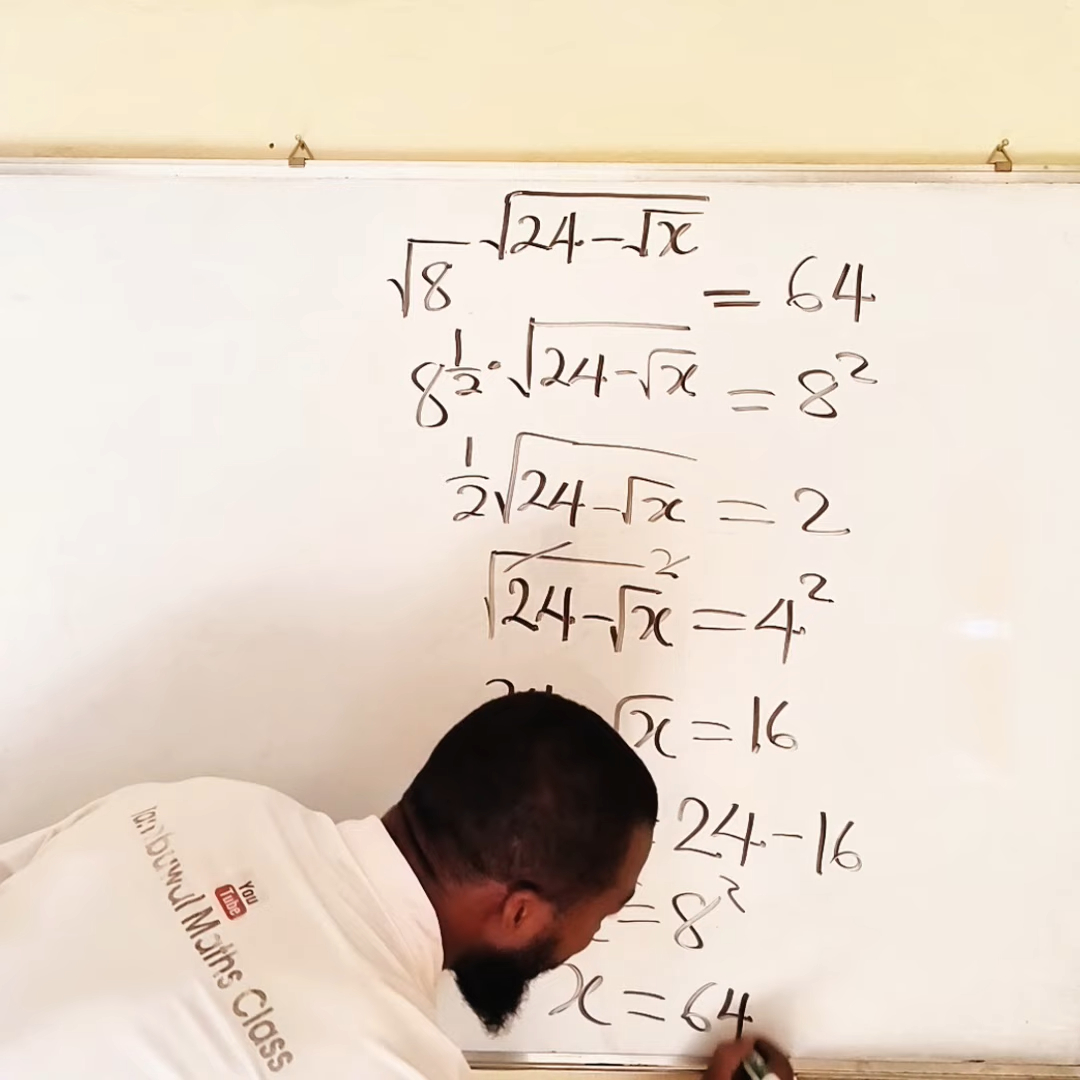 √8^√(24-√x) = 64
8^(1/2 · √(24-√x)) = 8²
1/2 √(24-√x) = 2
√(24-√x)² = 4²
√x = 16
24-16
= 8²
x = 64
You
Tube
Maths Class